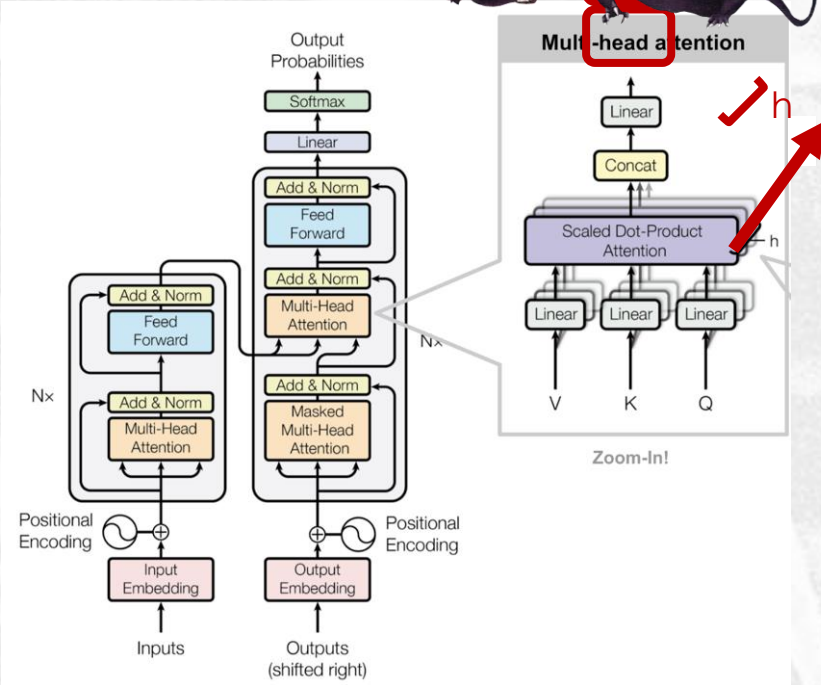 Output
Probabilities
Softmax
Linear
Add & Norm
Feed
Forward
Add & Norm
Multi-Head
Attention
Add & Norm
Masked
Multi-Head
Attention
Nx
Add & Norm
Feed
Forward
Add & Norm
Multi-Head
Attention
Nx
Positional
Encoding
Positional
Encoding
Input
Embedding
Output
Embedding
Inputs
Outputs
(shifted right)
Multi-head attention
h
Linear
Concat
Scaled Dot-Product
Attention
h
Linear
Linear
Linear
V
K
Q
Zoom-In!